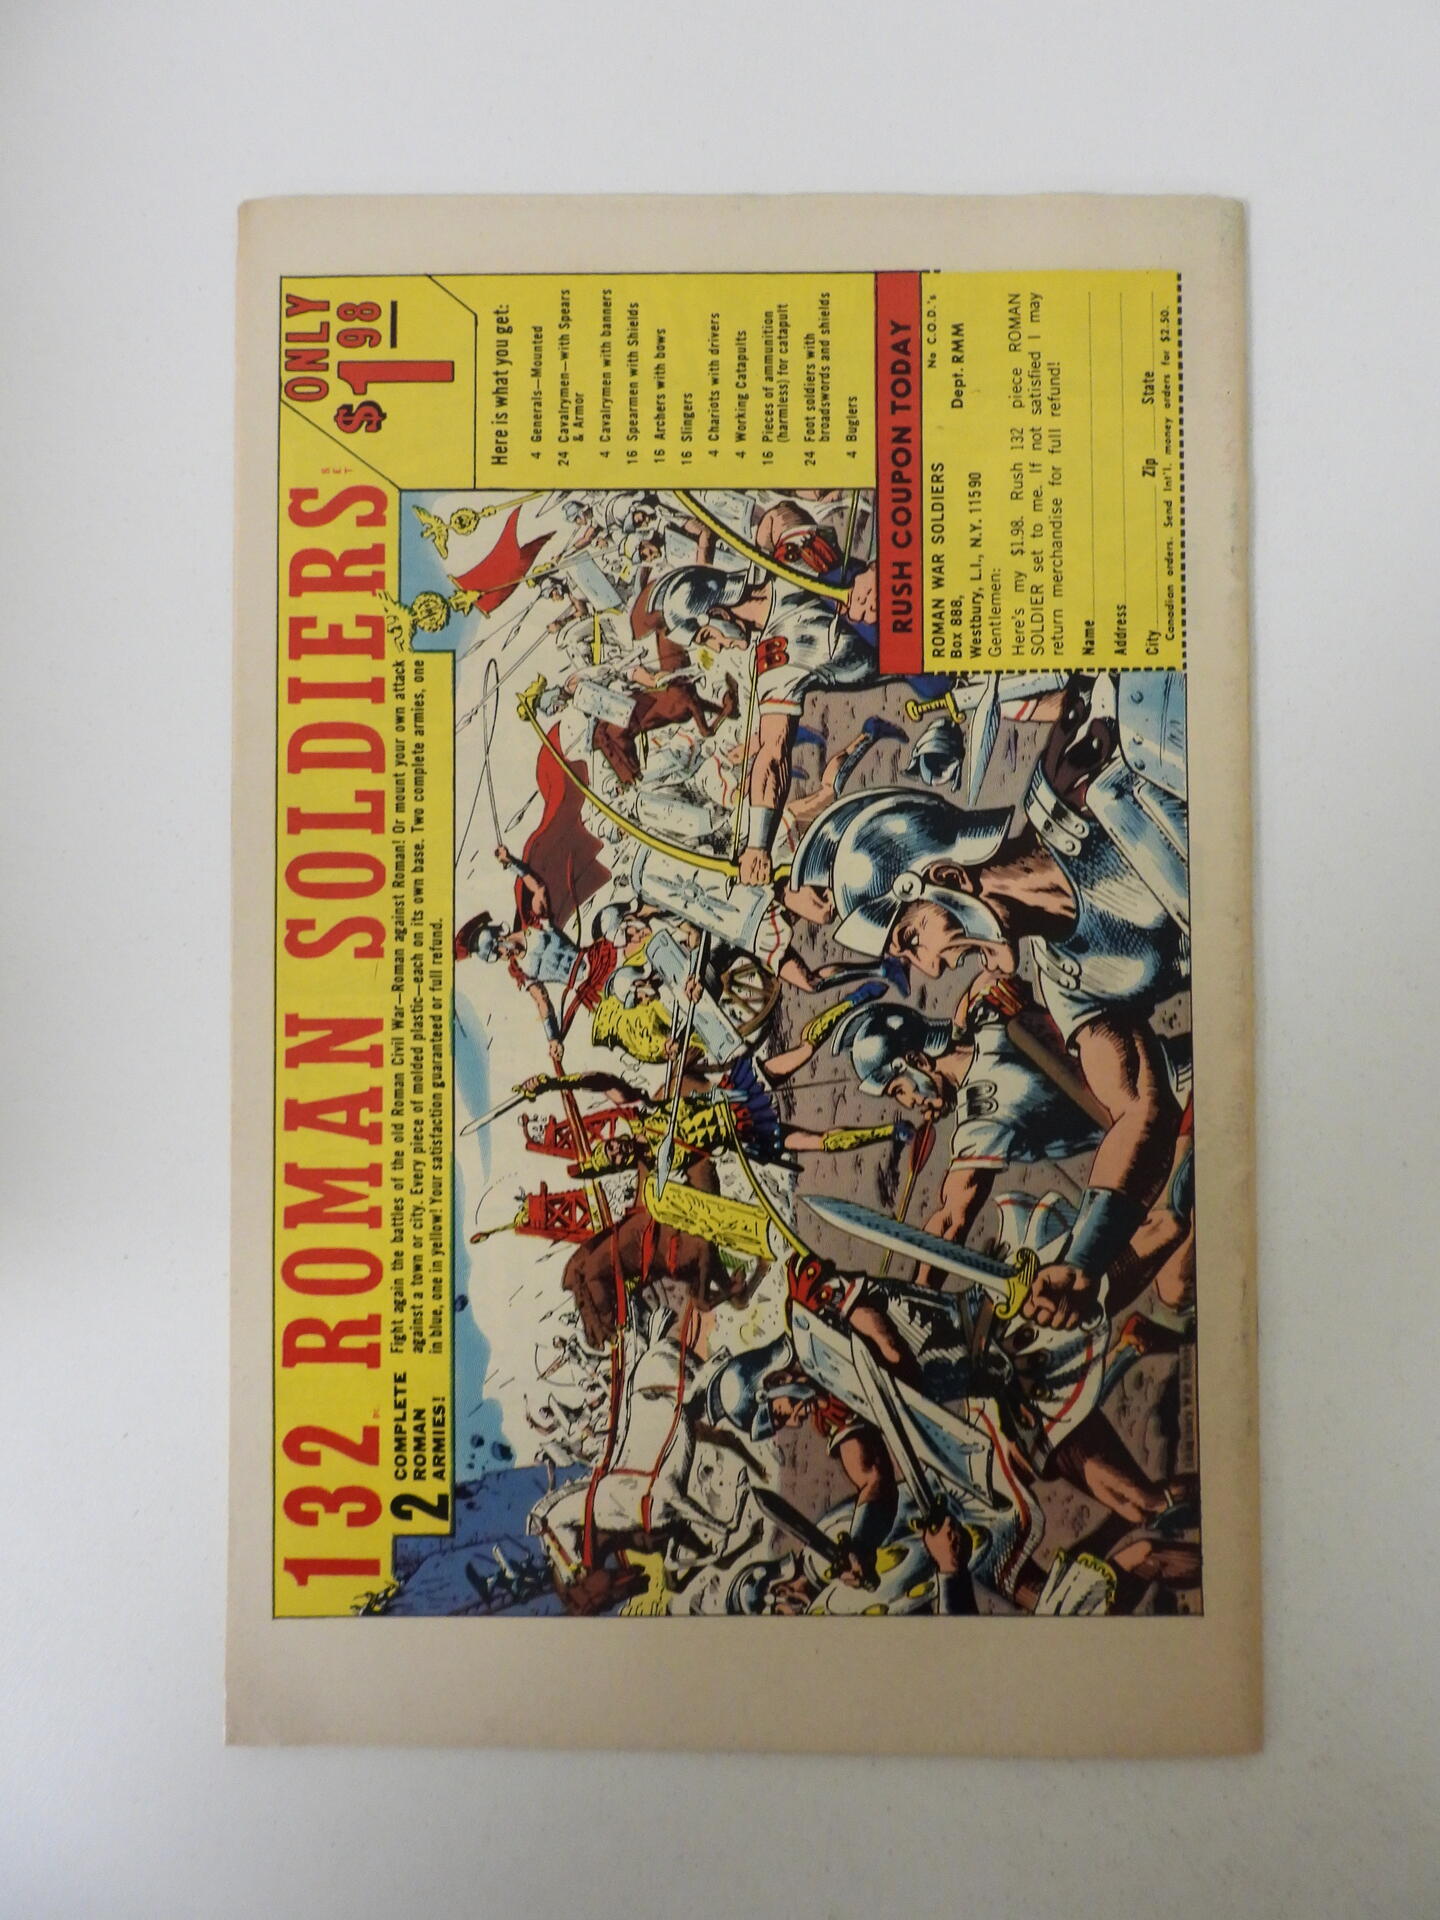 132 PC. ROMAN SOLDIERS SET
ONLY
$1.98
2 COMPLETE
ROMAN
ARMIES!
Fight again the battles of the old Roman Civil War—Roman against Roman! Or mount your own attack
against a town or city. Every piece of molded plastic—each on its own base. Two complete armies, one
in blue, one in yellow! Your satisfaction guaranteed or full refund.
Here is what you get:
4 Generals—Mounted
24 Cavalrymen—with Spears
& Armor
4 Cavalrymen with banners
16 Spearmen with Shields
16 Archers with bows
16 Slingers
4 Chariots with drivers
4 Working Catapults
16 Pieces of ammunition
(harmless) for catapult
24 Foot soldiers with
broadswords and shields
4 Buglers
RUSH COUPON TODAY
ROMAN WAR SOLDIERS No C.O.D.'s
Box 888, Dept. RMM
Westbury, L.I., N.Y. 11590
Gentlemen:
Here's my $1.98. Rush 132 piece ROMAN
SOLDIER set to me. If not satisfied I may
return merchandise for full refund!
Name
Address
City Zip State
Canadian orders. Send Int'l. money orders for $2.50.